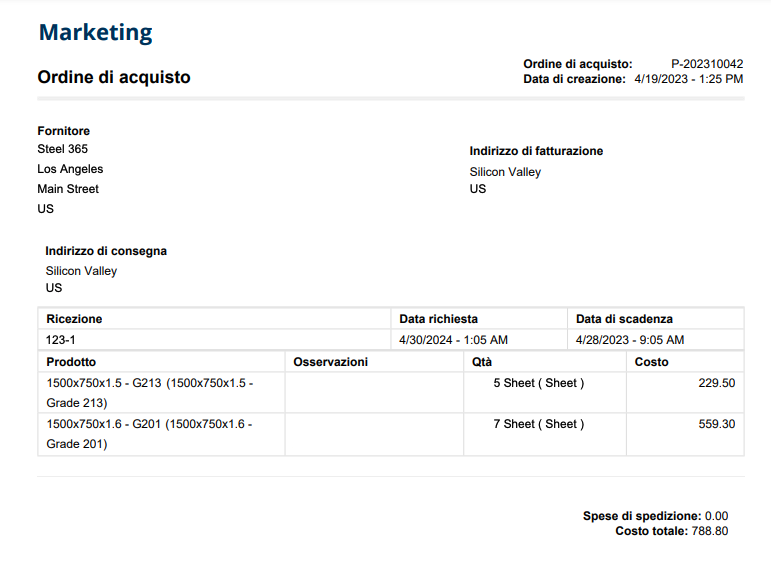 Marketing
Ordine di acquisto
Ordine di acquisto: P-202310042
Data di creazione: 4/19/2023 - 1:25 PM
Fornitore
Steel 365
Los Angeles
Main Street
US
Indirizzo di fatturazione
Silicon Valley
US
Indirizzo di consegna
Silicon Valley
US
Ricezione Data richiesta Data di scadenza
123-1 4/30/2024 - 1:05 AM 4/28/2023 - 9:05 AM
Prodotto Osservazioni Qtà Costo
1500x750x1.5 - G213 (1500x750x1.5 - 5 Sheet ( Sheet ) 229.50
Grade 213)
1500x750x1.6 - G201 (1500x750x1.6 - 7 Sheet ( Sheet ) 559.30
Grade 201)
Spese di spedizione: 0.00
Costo totale: 788.80